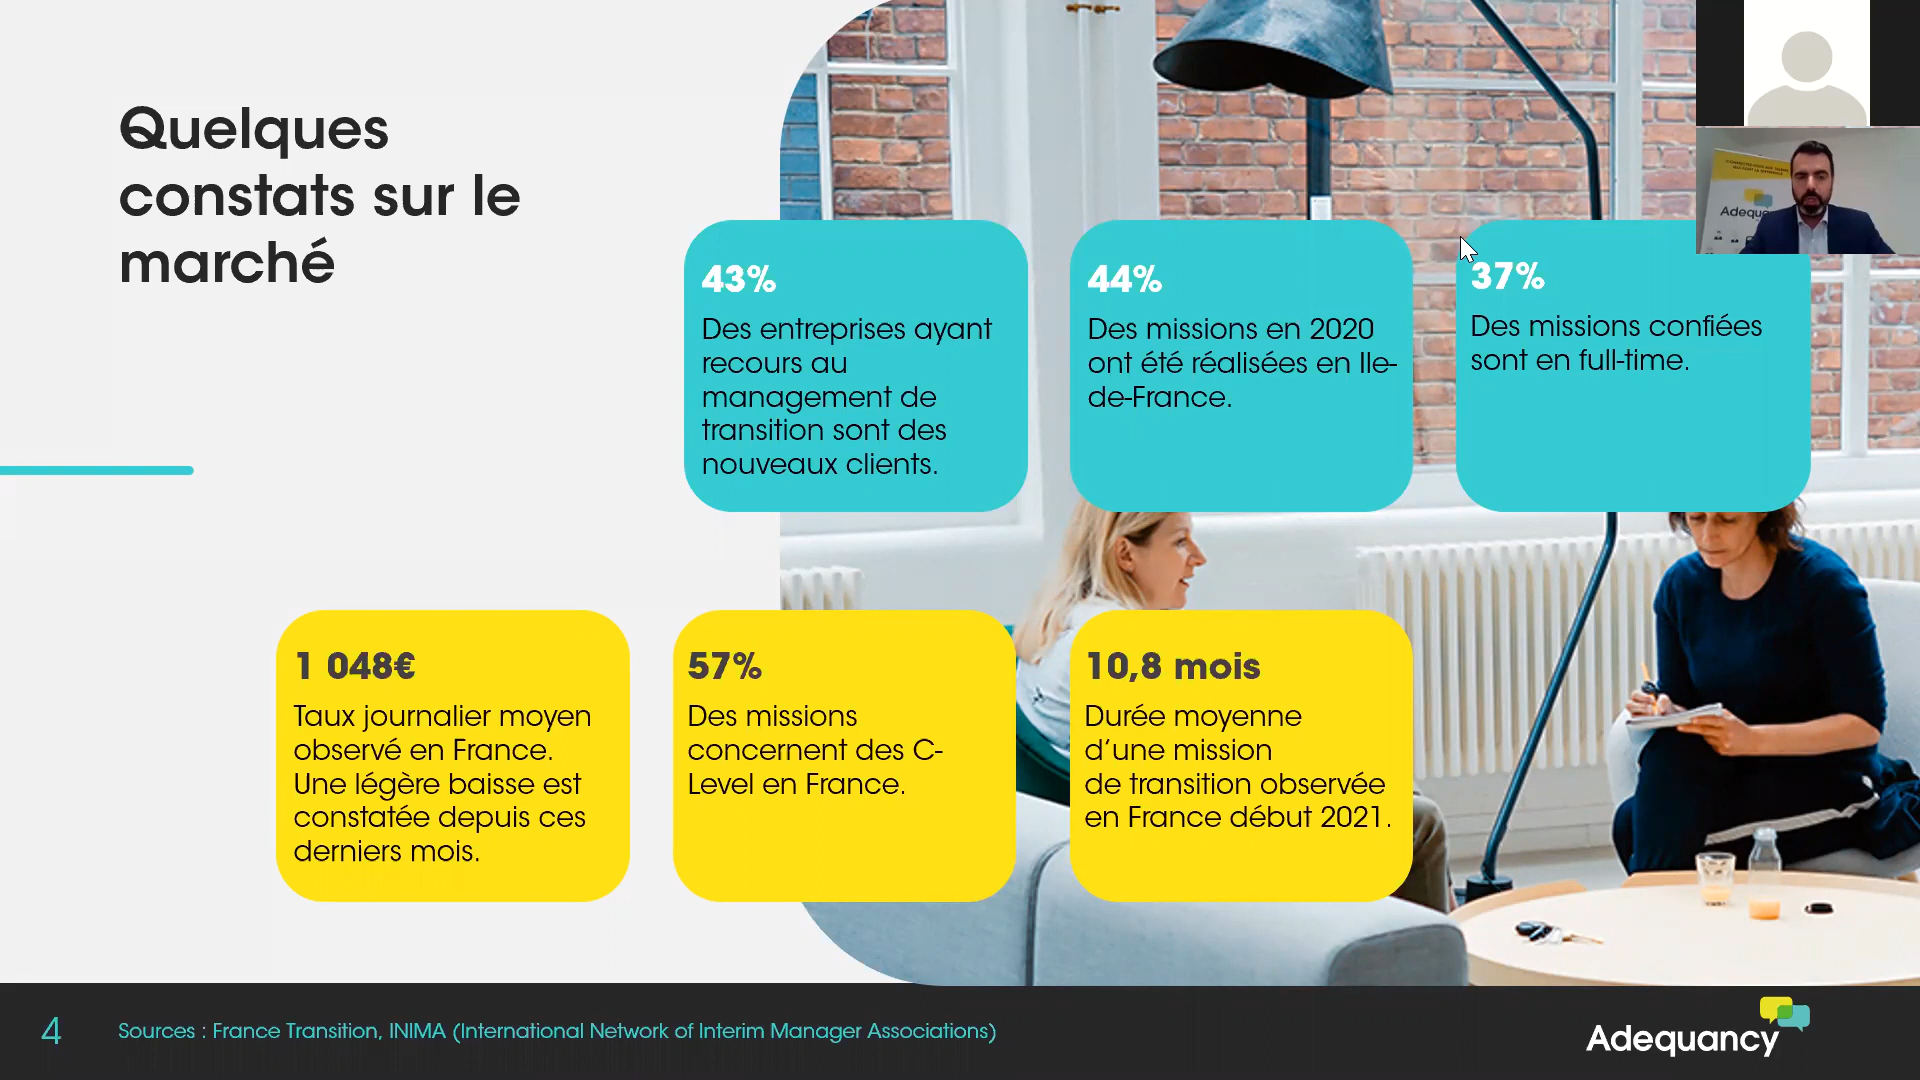 Quelques
constats sur le
marché
43%
Des entreprises ayant
recours au
management de
transition sont des
nouveaux clients.
44%
Des missions en 2020
ont été réalisées en Ile-
de-France.
37%
Des missions confiées
sont en full-time.
1 048€
Taux journalier moyen
observé en France.
Une légère baisse est
constatée depuis ces
derniers mois.
57%
Des missions
concernent des C-
Level en France.
10,8 mois
Durée moyenne
d’une mission
de transition observée
en France début 2021.
4
Sources : France Transition, INIMA (International Network of Interim Manager Associations)
Adequancy